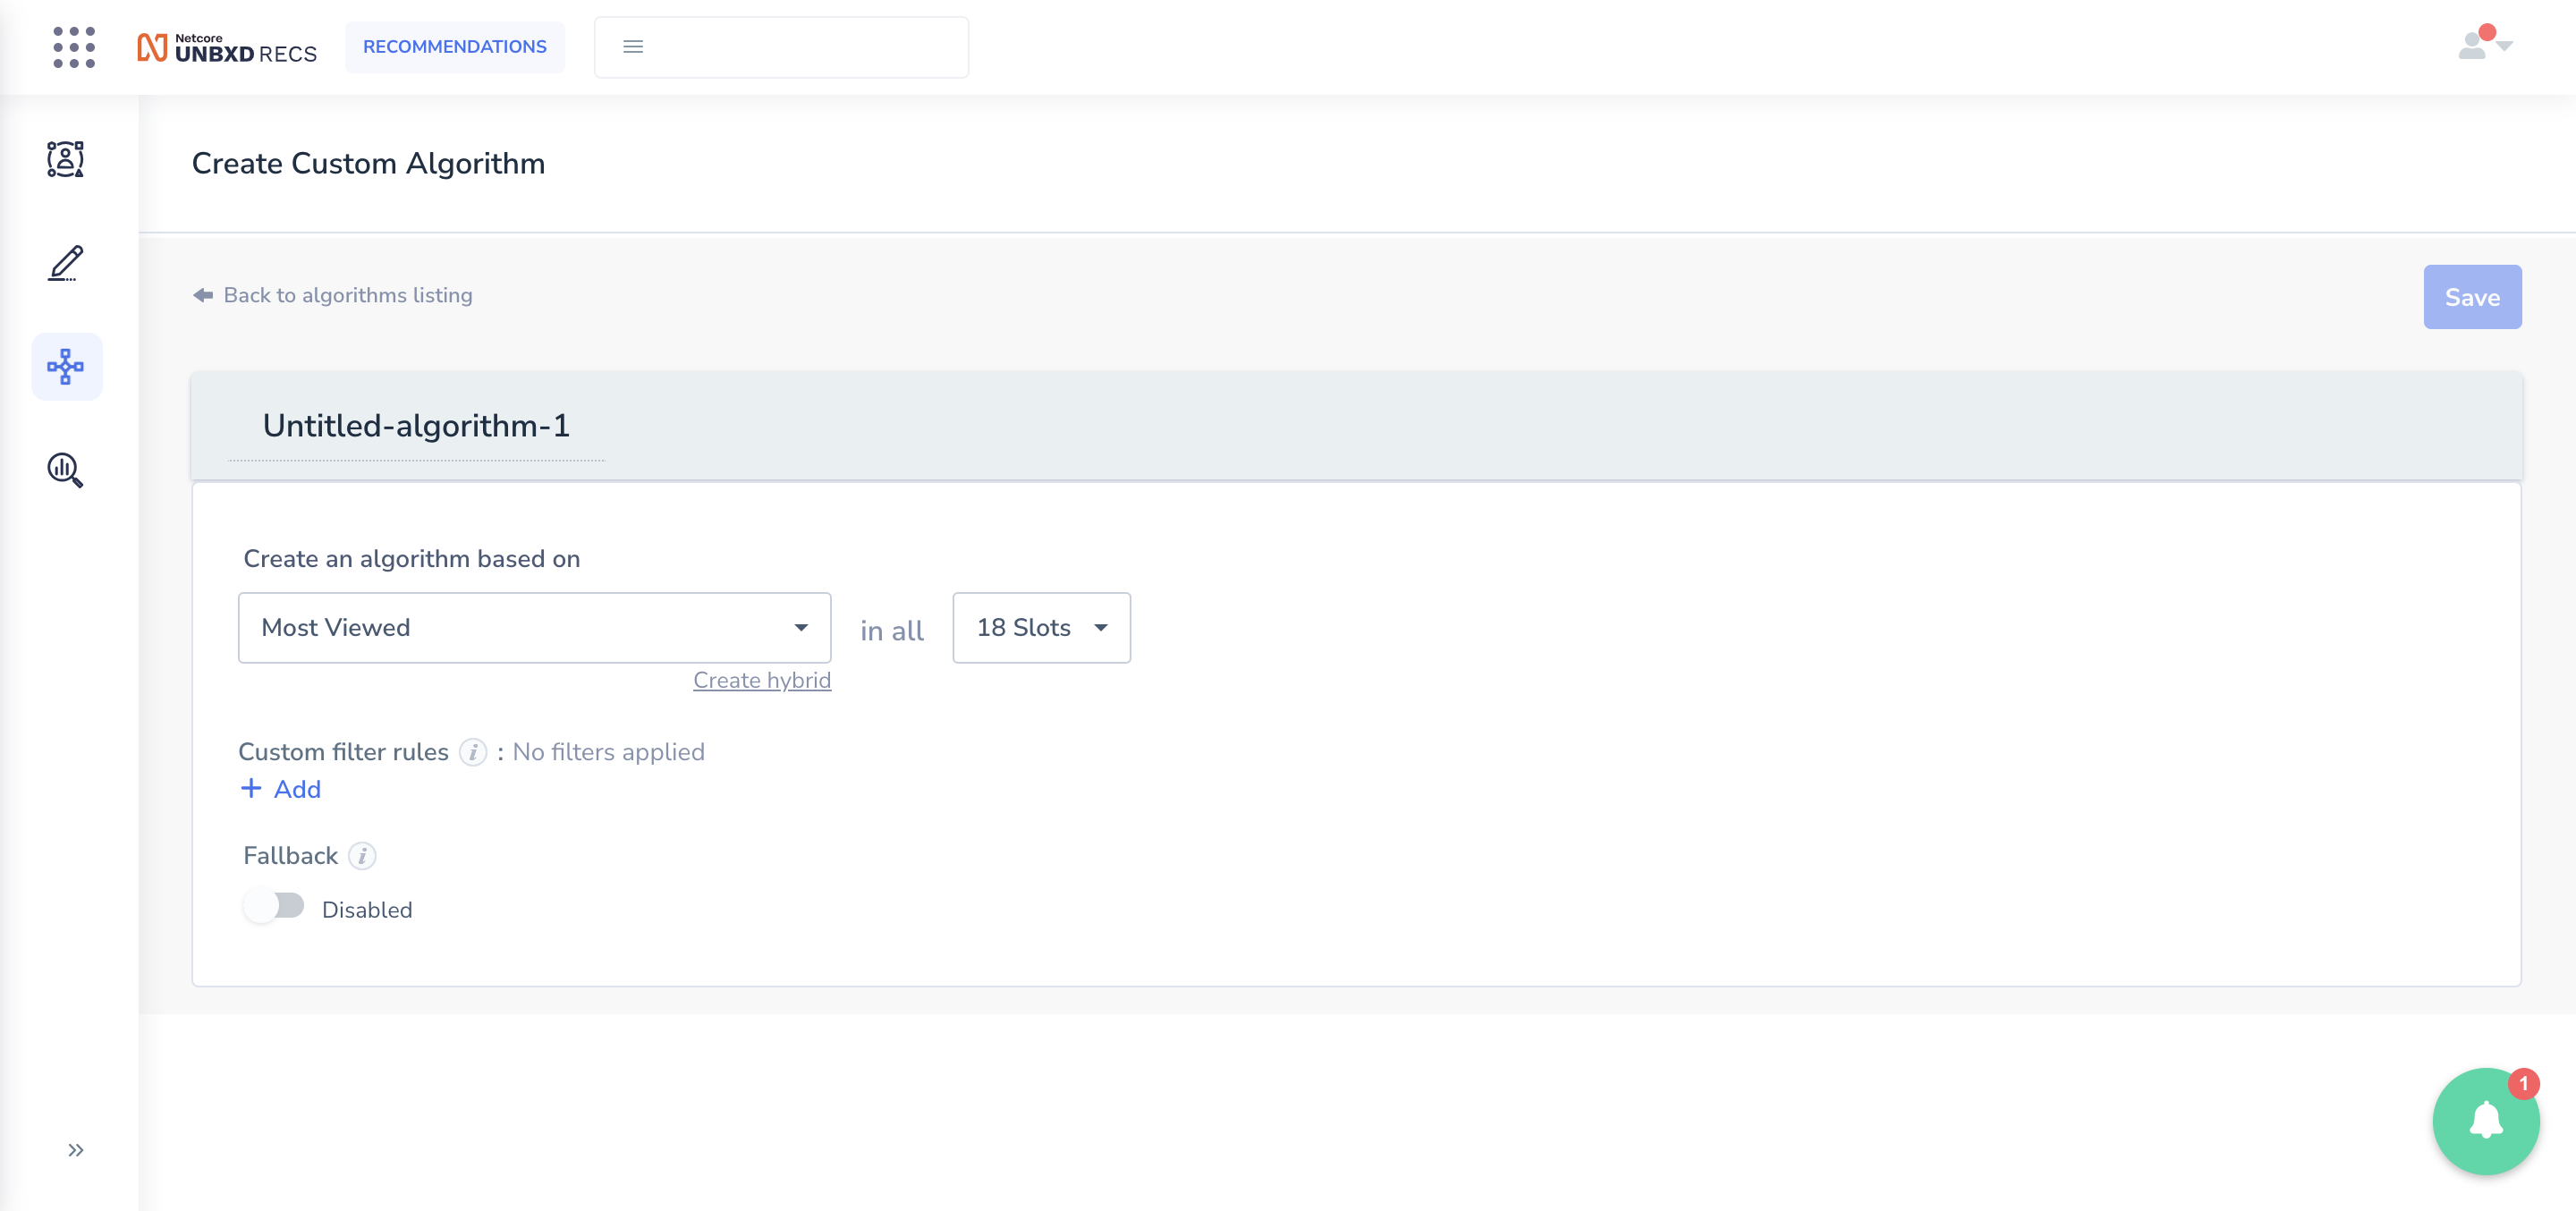 Netcore
UNBXD RECS
RECOMMENDATIONS
Create Custom Algorithm
Back to algorithms listing
Save
Untitled-algorithm-1
Create an algorithm based on
Most Viewed in all 18 Slots
Create hybrid
Custom filter rules i : No filters applied
+ Add
Fallback i
Disabled
1